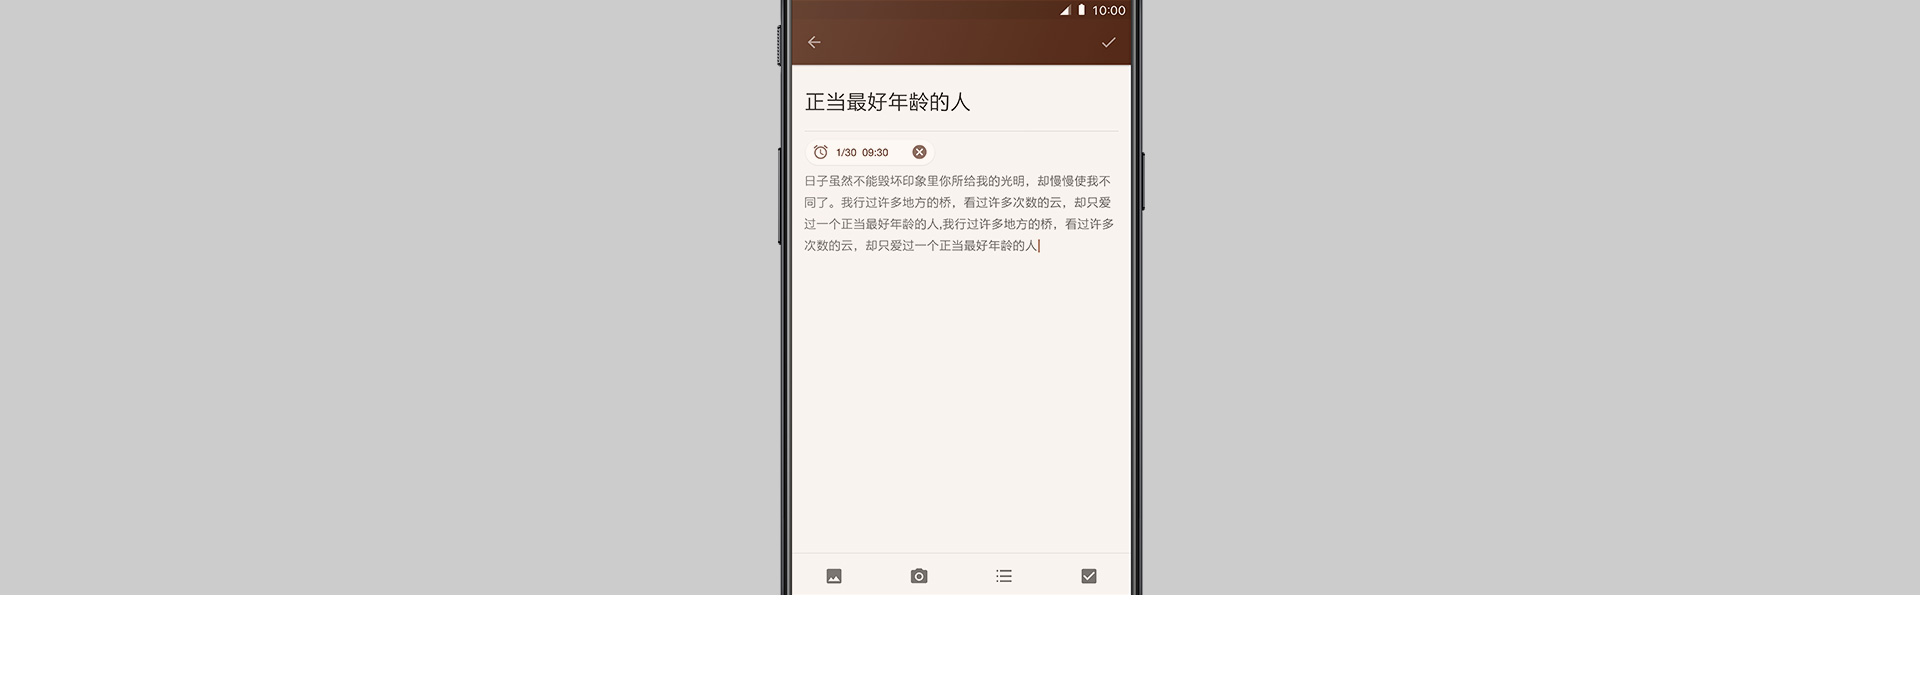 10:00
正当最好年龄的人
1/30 09:30
日子虽然不能毁坏印象里你所给我的光明，却慢慢使我不
同了。我行过许多地方的桥，看过许多次数的云，却只爱
过一个正当最好年龄的人,我行过许多地方的桥，看过许多
次数的云，却只爱过一个正当最好年龄的人